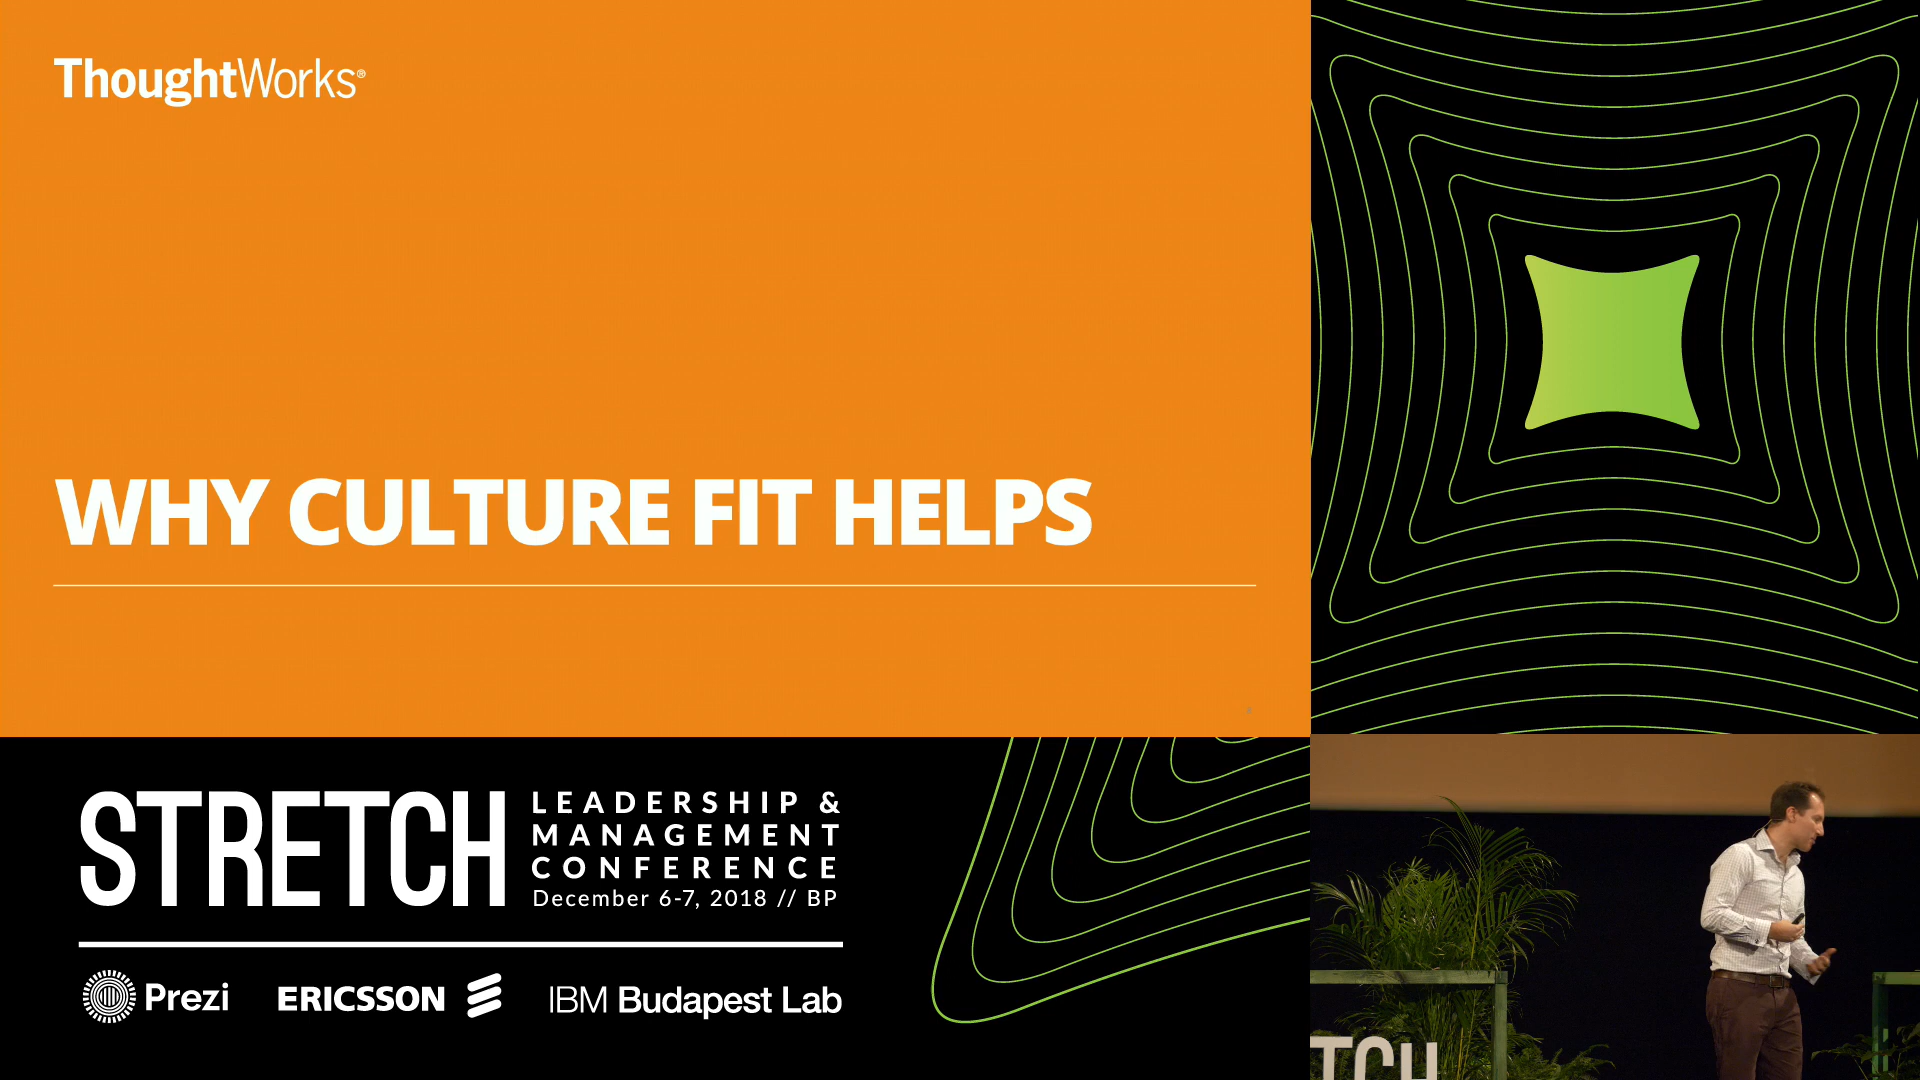 ThoughtWorks®
WHY CULTURE FIT HELPS
STRETCH
LEADERSHIP &
MANAGEMENT
CONFERENCE
December 6-7, 2018 // BP
Prezi
ERICSSON
IBM Budapest Lab
TCH